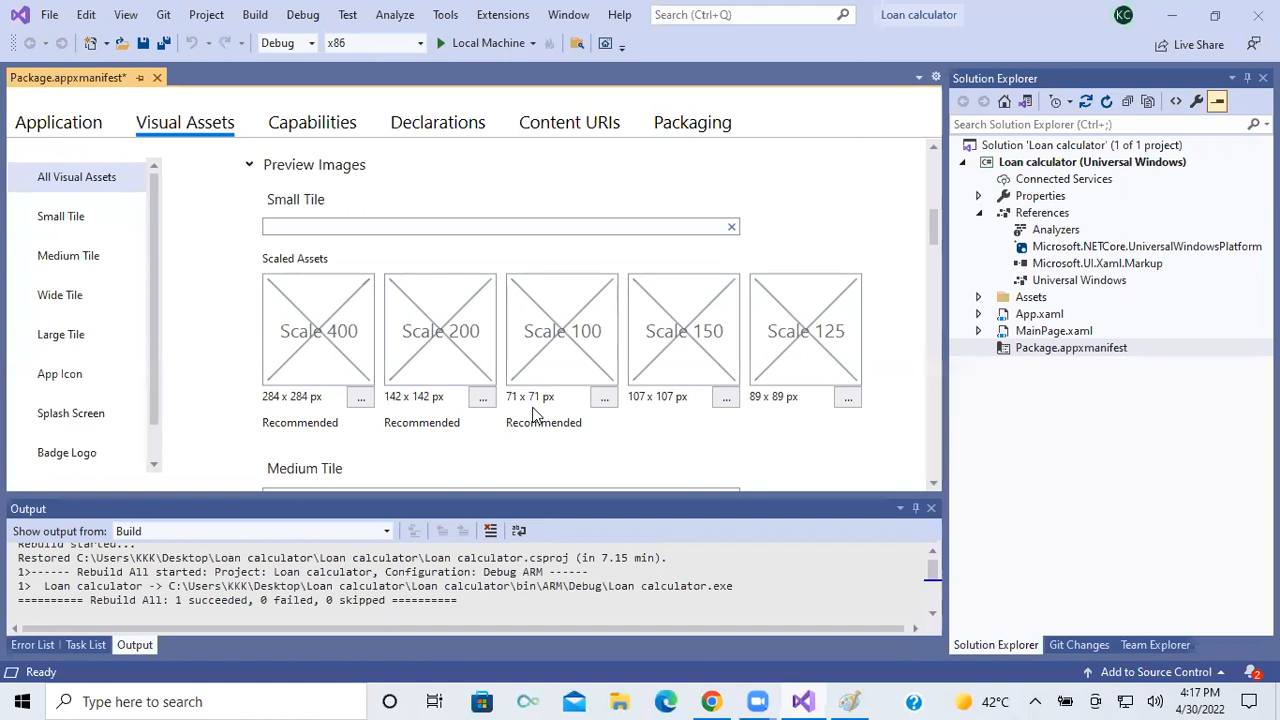 File Edit View Git Project Build Debug Test Analyze Tools Extensions Window Help Search (Ctrl+Q) Loan calculator KC
Debug x86 Local Machine Live Share
Package.appxmanifest*
Application Visual Assets Capabilities Declarations Content URIs Packaging
All Visual Assets
Small Tile
Medium Tile
Wide Tile
Large Tile
App Icon
Splash Screen
Badge Logo
Preview Images
Small Tile
Scaled Assets
Scale 400 Scale 200 Scale 100 Scale 150 Scale 125
284 x 284 px ... 142 x 142 px ... 71 x 71 px ... 107 x 107 px ... 89 x 89 px ...
Recommended Recommended Recommended
Medium Tile
Solution Explorer
Search Solution Explorer (Ctrl+;)
Solution 'Loan calculator' (1 of 1 project)
Loan calculator (Universal Windows)
Connected Services
Properties
References
Analyzers
Microsoft.NETCore.UniversalWindowsPlatform
Microsoft.UI.Xaml.Markup
Universal Windows
Assets
App.xaml
MainPage.xaml
Package.appxmanifest
Output
Show output from: Build
Rebuild started...
Restored C:\Users\KKK\Desktop\Loan calculator\Loan calculator\Loan calculator.csproj (in 7.15 min).
1>------ Rebuild All started: Project: Loan calculator, Configuration: Debug ARM ------
1>  Loan calculator -> C:\Users\KKK\Desktop\Loan calculator\Loan calculator\bin\ARM\Debug\Loan calculator.exe
========== Rebuild All: 1 succeeded, 0 failed, 0 skipped ==========
Error List Task List Output
Solution Explorer Git Changes Team Explorer
Ready Add to Source Control 2
Type here to search 42°C 4:17 PM
4/30/2022